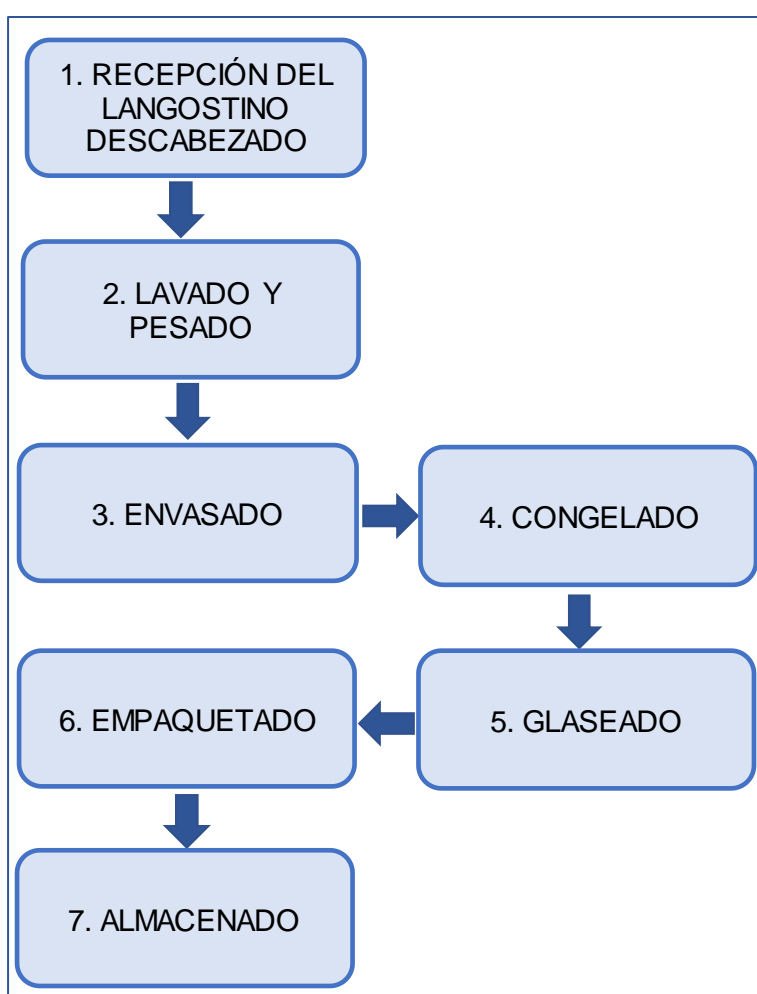 1. RECEPCIÓN DEL
LANGOSTINO
DESCABEZADO
2. LAVADO Y
PESADO
3. ENVASADO
4. CONGELADO
5. GLASEADO
6. EMPAQUETADO
7. ALMACENADO